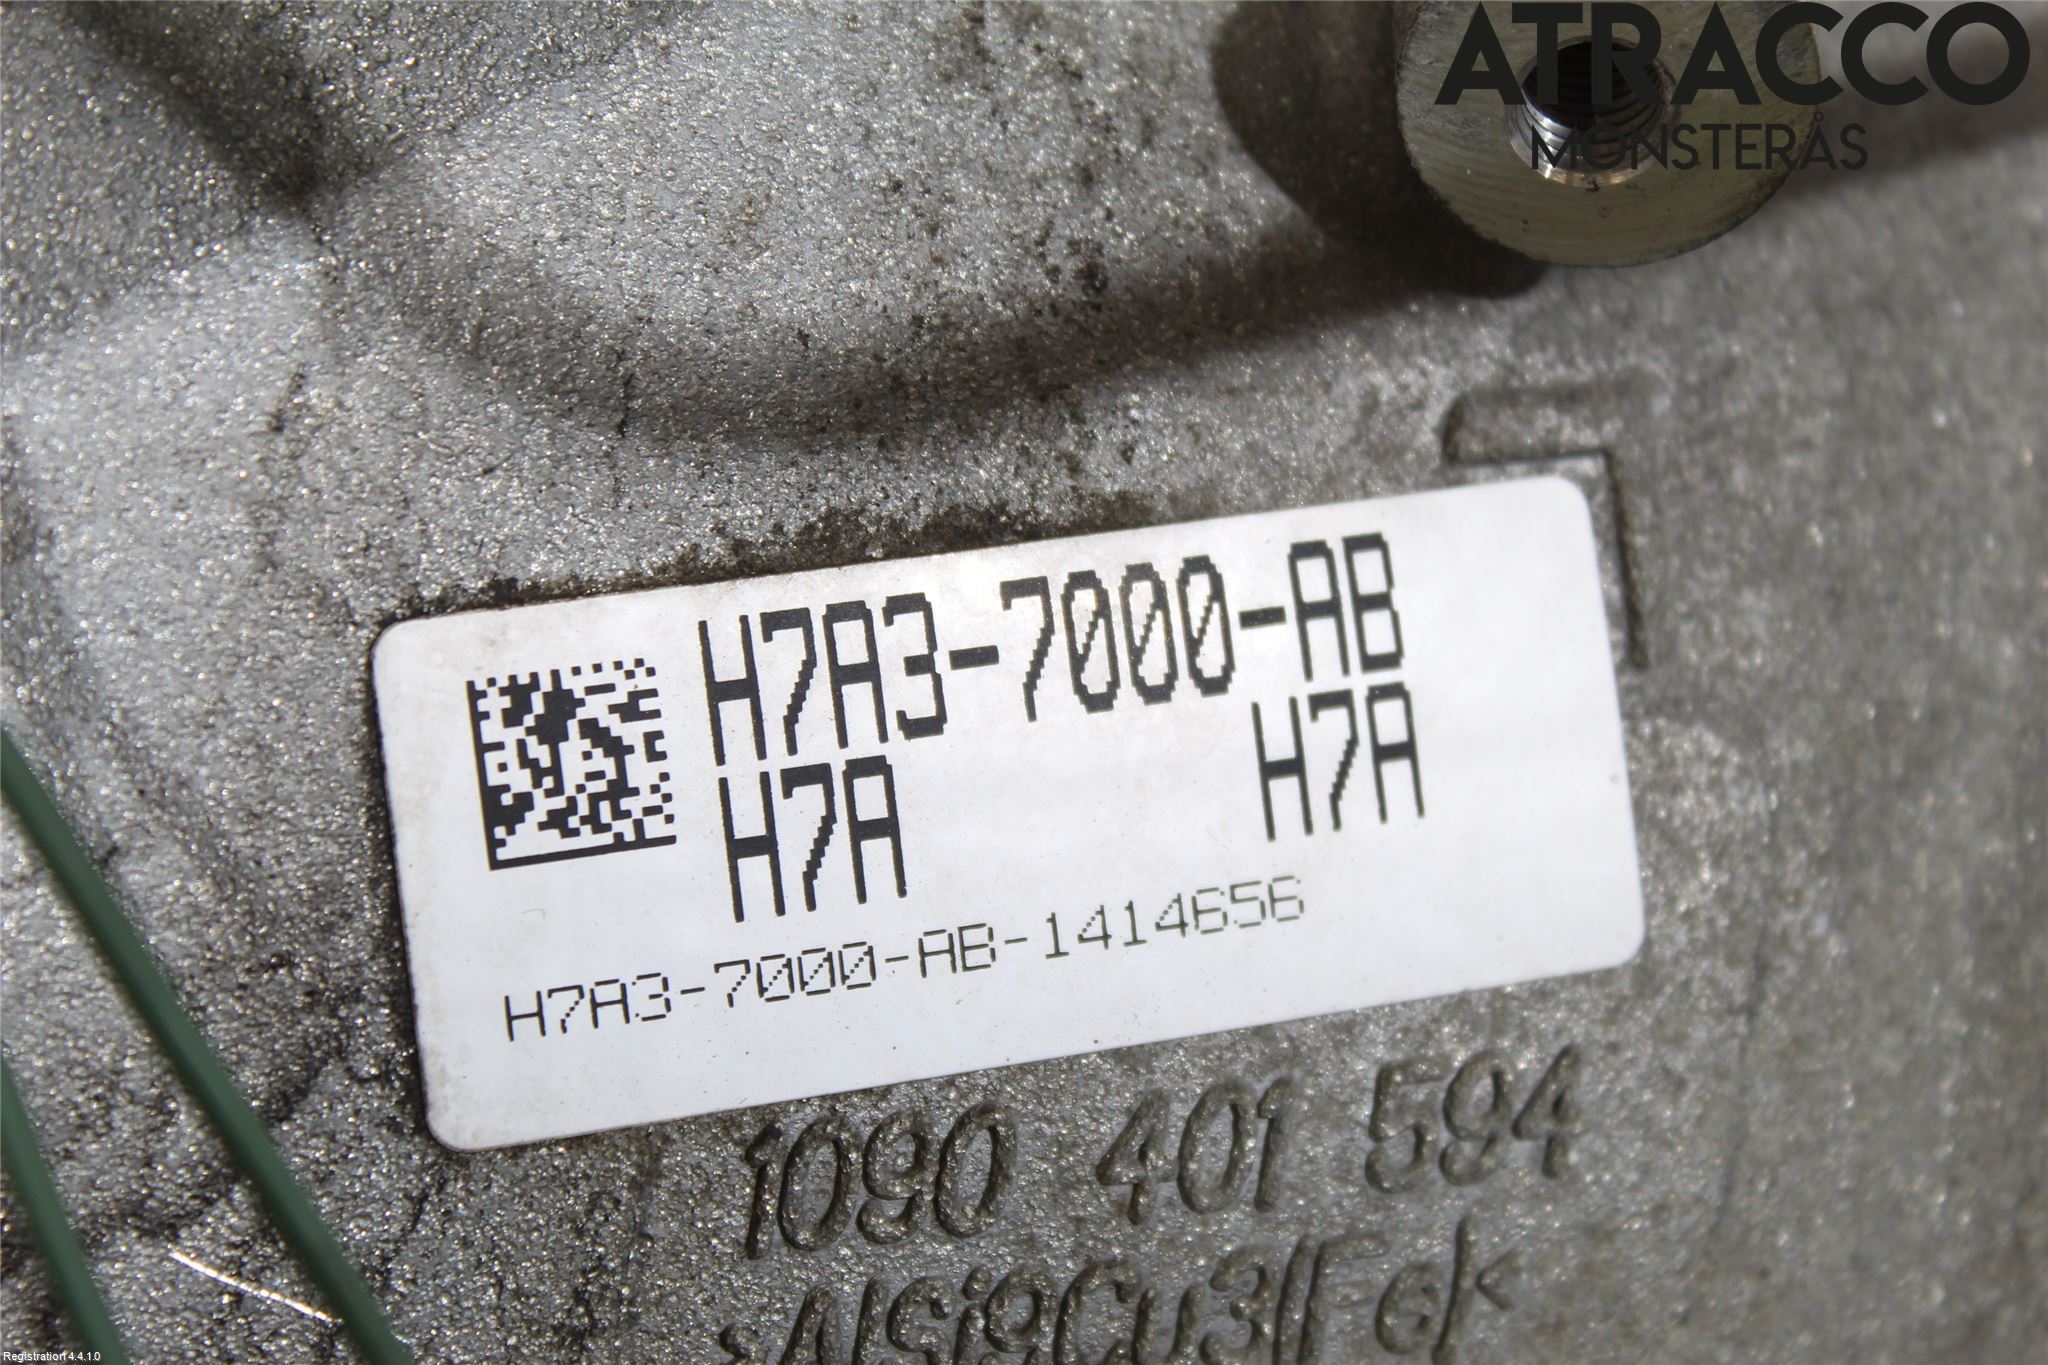 ATRACCO
MÖNSTERÅS
H7A3-7000-AB
H7A H7A
H7A3-7000-AB-1414656
1090 401 594
>AlSi9Cu3(Fe)<
Registration 4.4.1.0